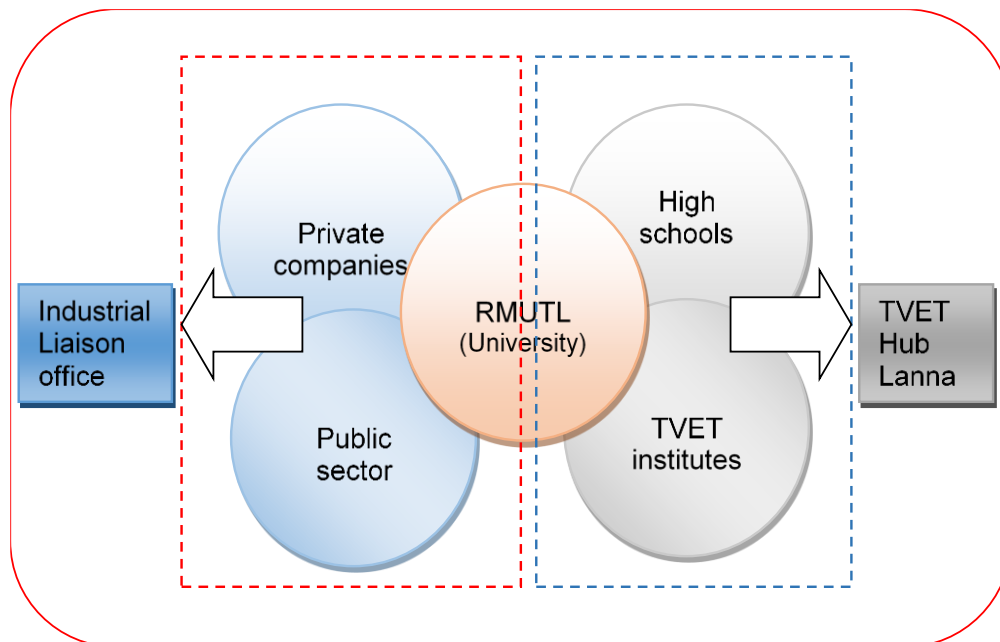 Private
companies
High
schools
Industrial
Liaison
office
RMUTL
(University)
TVET
Hub
Lanna
Public
sector
TVET
institutes